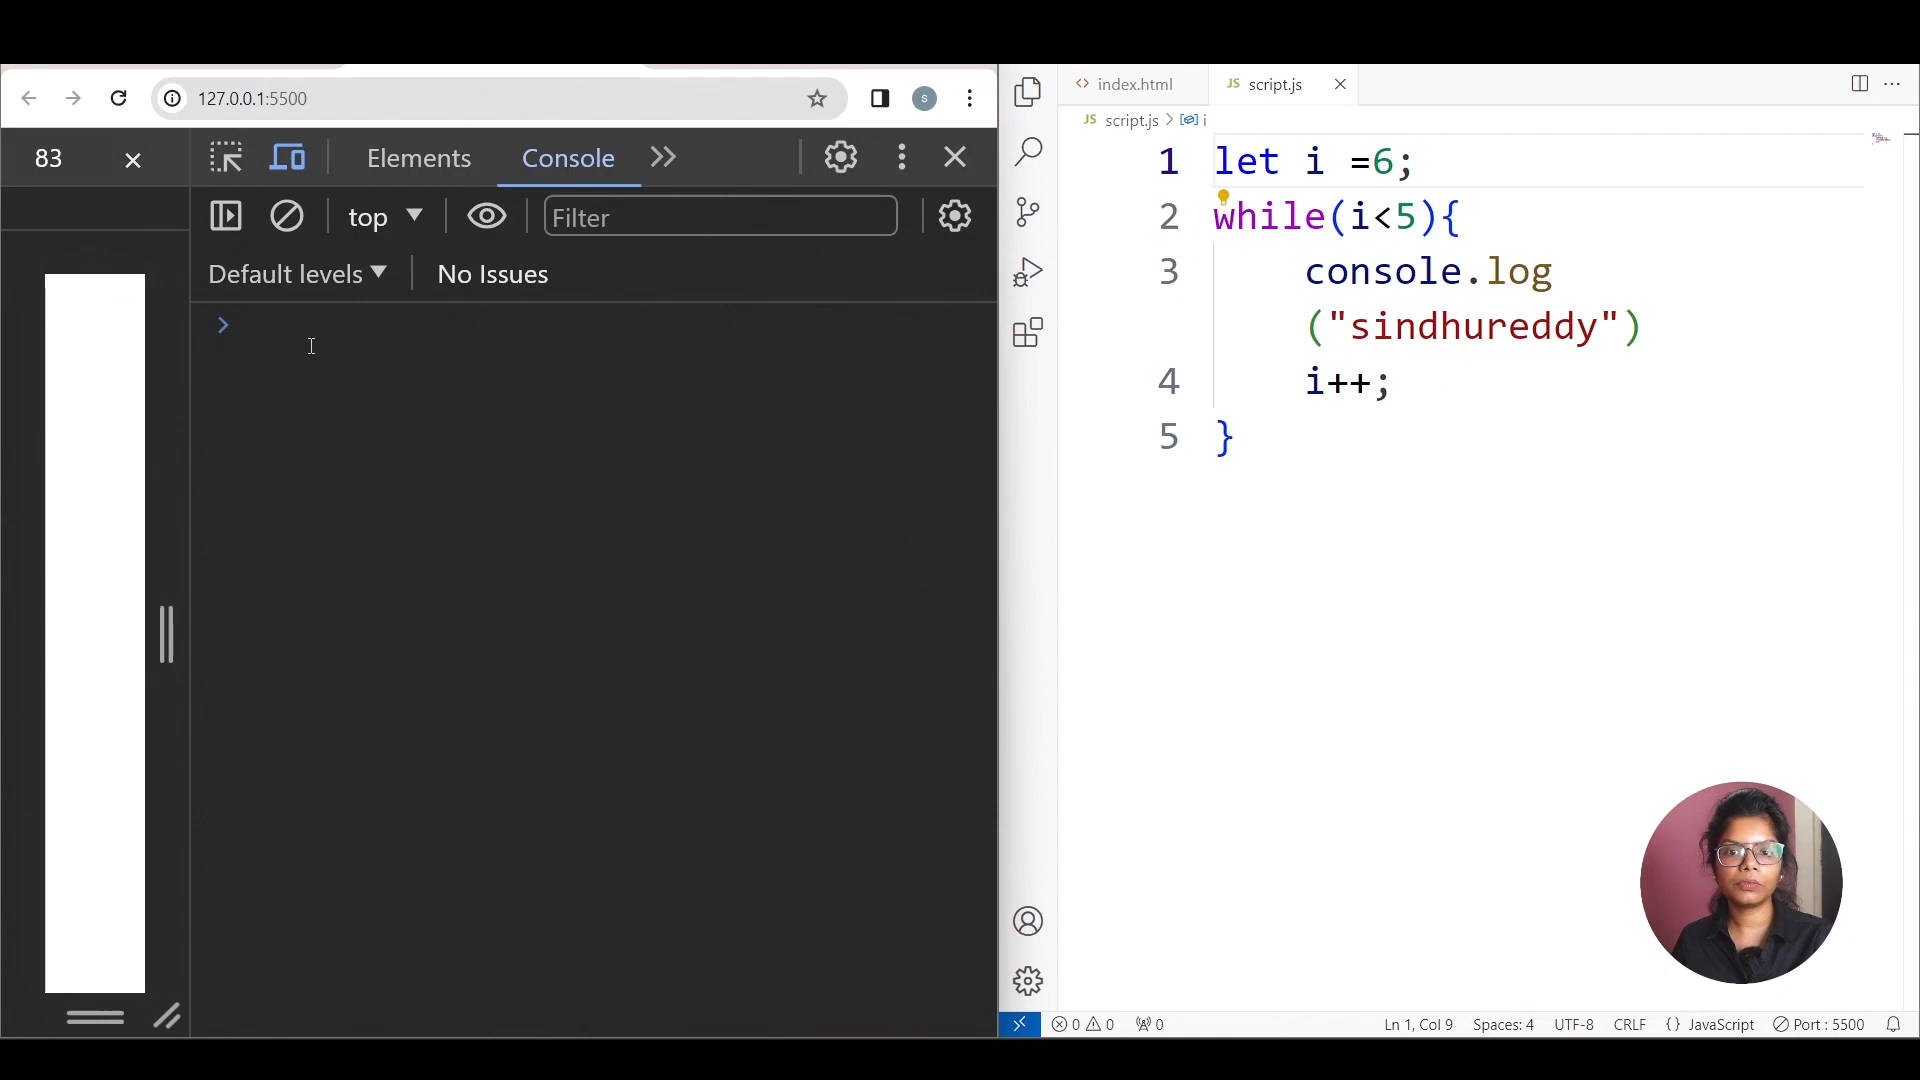 127.0.0.1:5500
S
83
Elements
Console
top
Filter
Default levels
No Issues
index.html
JS script.js
JS script.js > i
1 let i =6;
2 while(i<5){
3 console.log
("sindhureddy")
4 i++;
5 }
0 0 0
Ln 1, Col 9 Spaces: 4 UTF-8 CRLF {} JavaScript Port : 5500